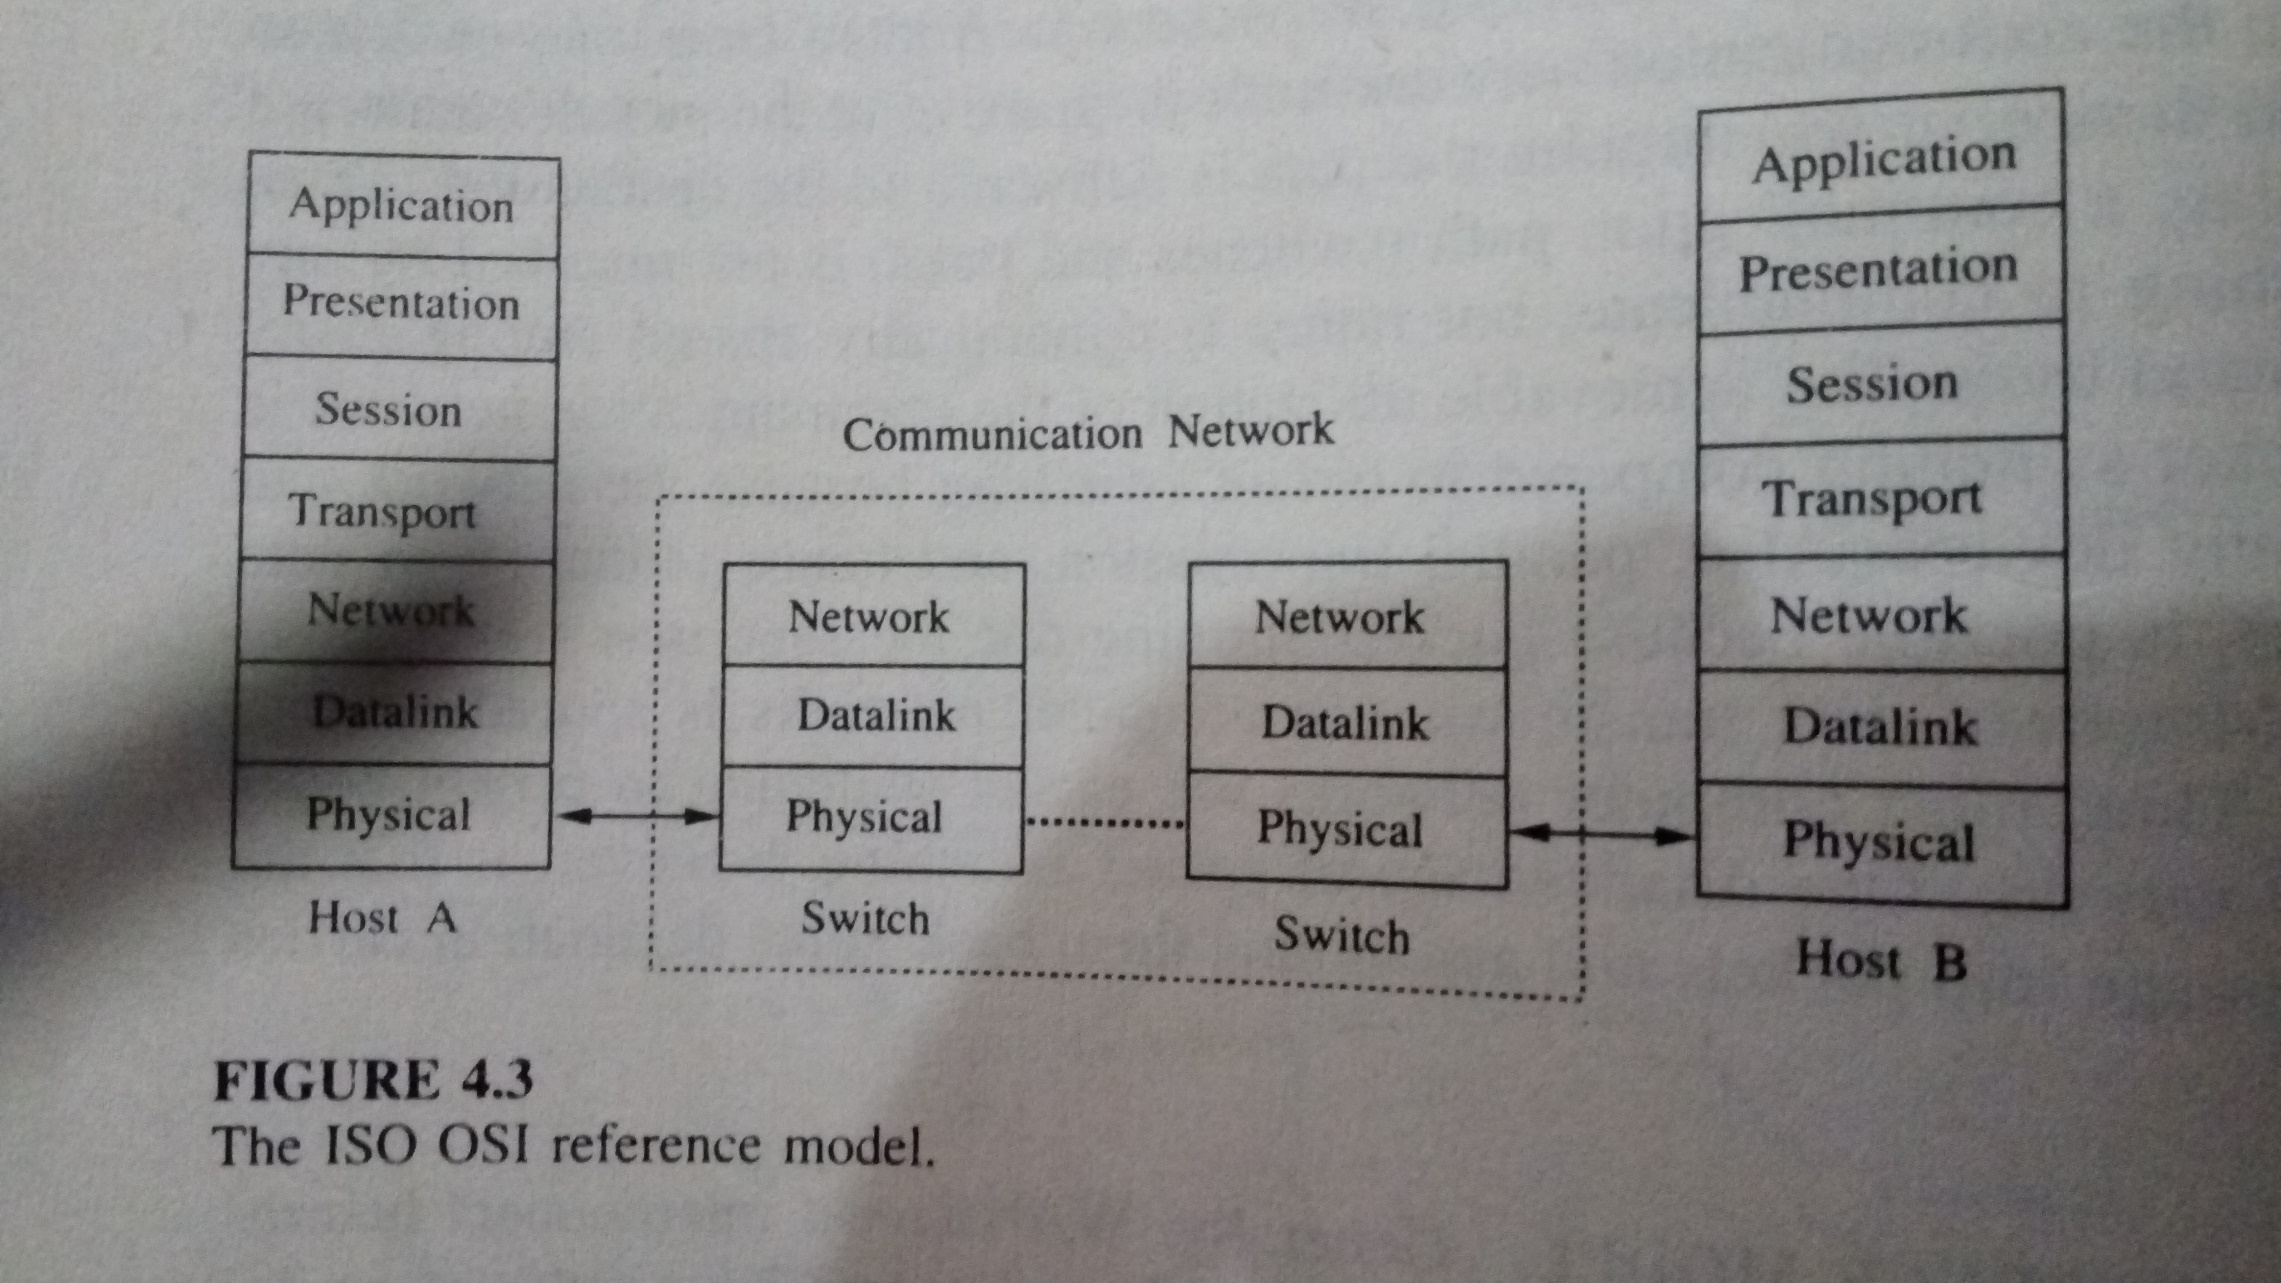 Application
Presentation
Session
Transport
Network
Datalink
Physical
Host A
Communication Network
Network
Datalink
Physical
Switch
Network
Datalink
Physical
Switch
Application
Presentation
Session
Transport
Network
Datalink
Physical
Host B
FIGURE 4.3
The ISO OSI reference model.